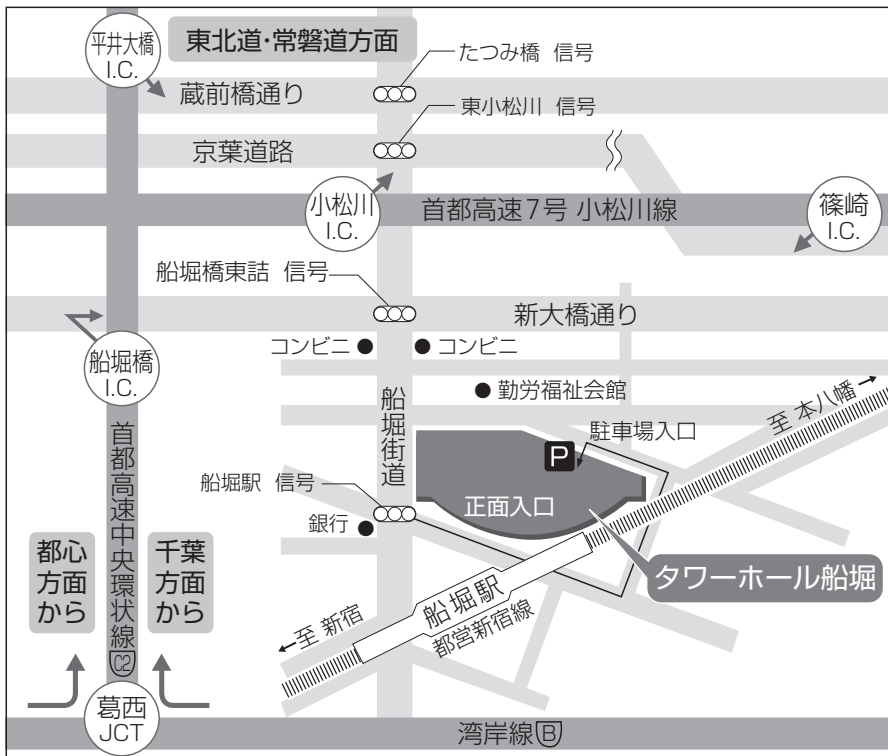 平井大橋
I.C.
東北道・常磐道方面
たつみ橋 信号
蔵前橋通り
東小松川 信号
京葉道路
小松川
I.C.
首都高速7号 小松川線
篠崎
I.C.
船堀橋東詰 信号
新大橋通り
コンビニ
コンビニ
船堀橋
I.C.
勤労福祉会館
船堀街道
至 本八幡
駐車場入口
P
首都高速中央環状線
C2
船堀駅 信号
正面入口
銀行
都心
方面
から
千葉
方面
から
タワーホール船堀
船堀駅
都営新宿線
至 新宿
葛西
JCT
湾岸線
B